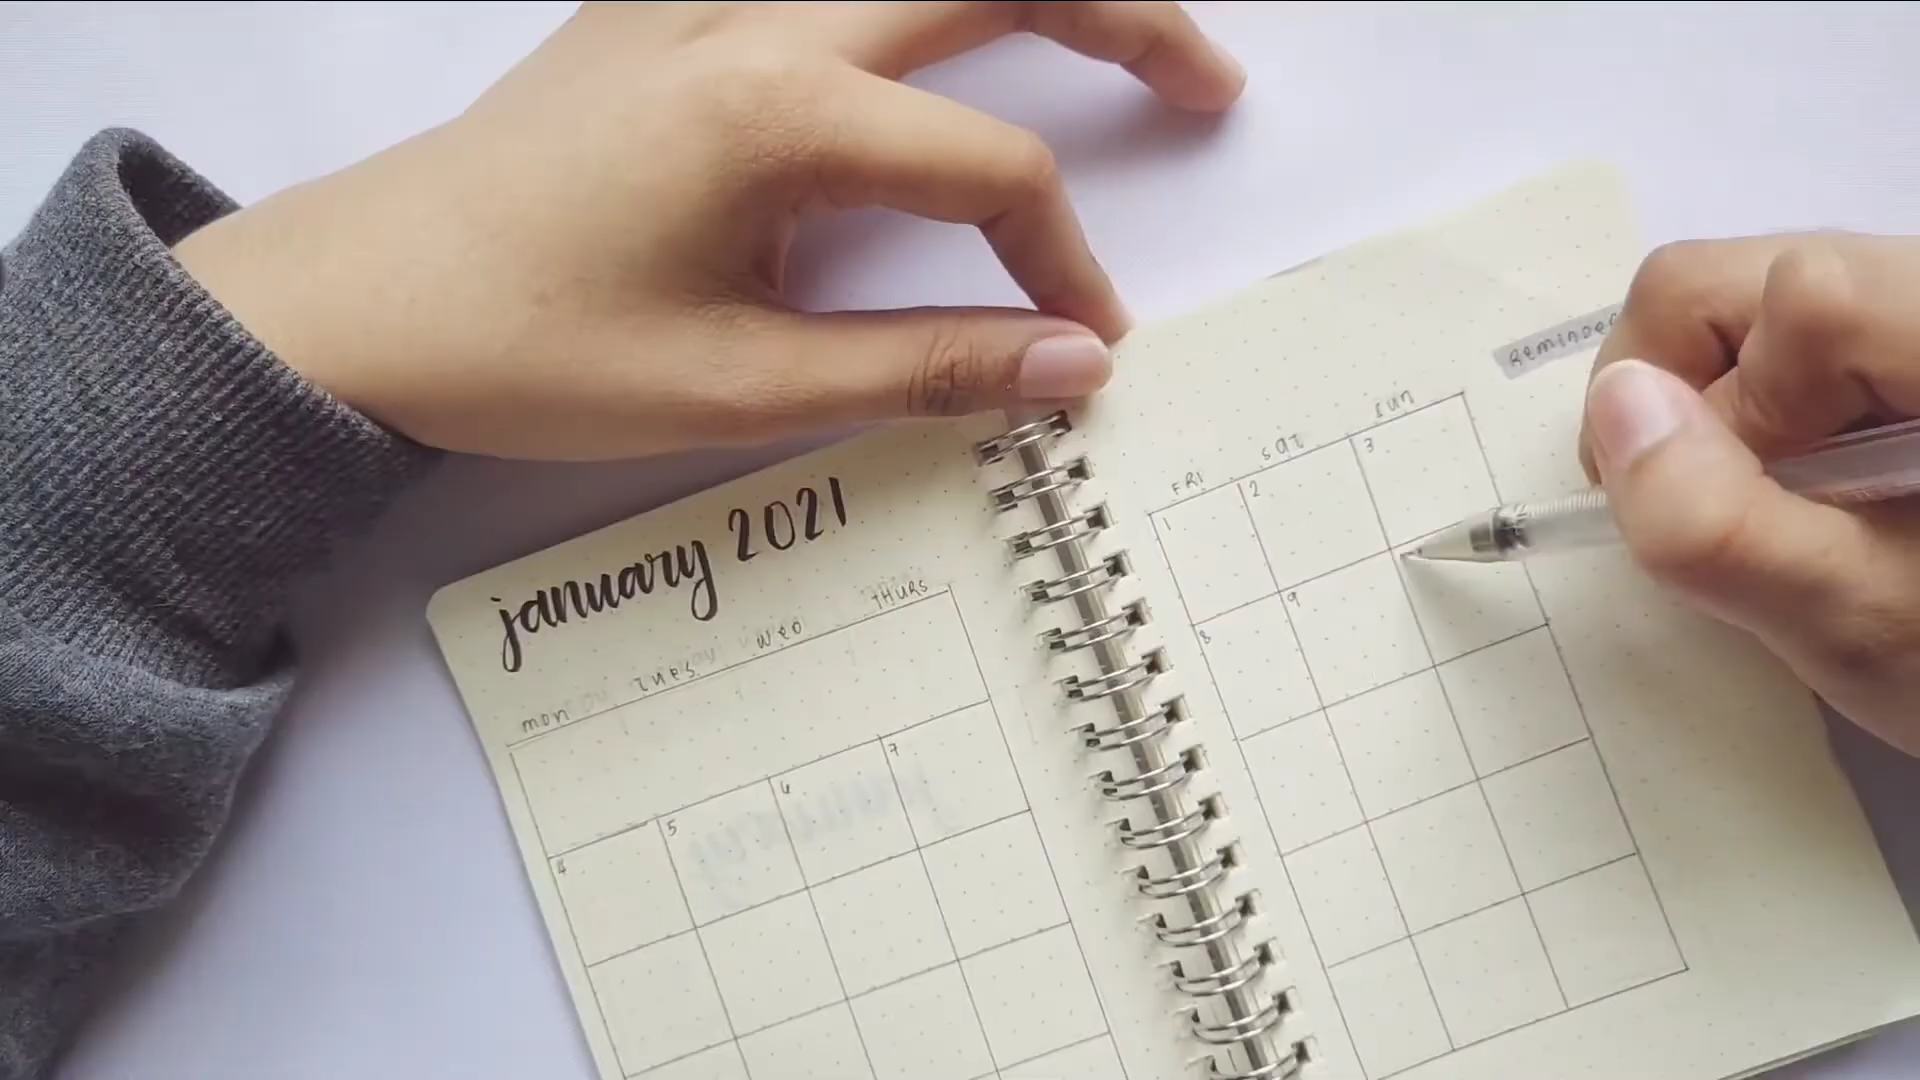 january 2021
mon tues wed thurs
4 5 6 7
Reminder
FRI sat sun
1 2 3
8 9